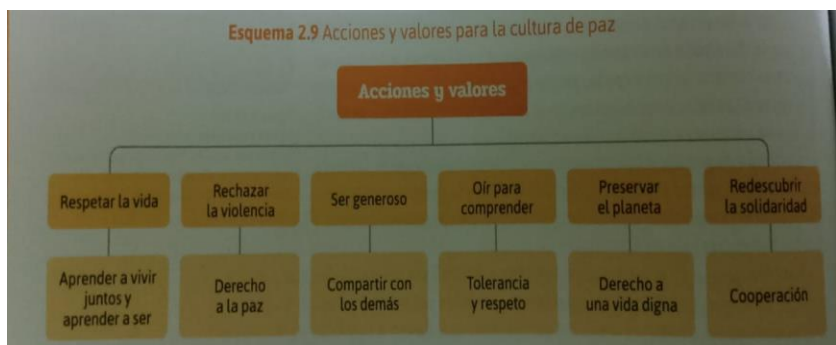 Esquema 2.9 Acciones y valores para la cultura de paz
Acciones y valores
Respetar la vida
Rechazar
la violencia
Ser generoso
Oír para
comprender
Preservar
el planeta
Redescubrir
la solidaridad
Aprender a vivir
juntos y
aprender a ser
Derecho
a la paz
Compartir con
los demás
Tolerancia
y respeto
Derecho a
una vida digna
Cooperación